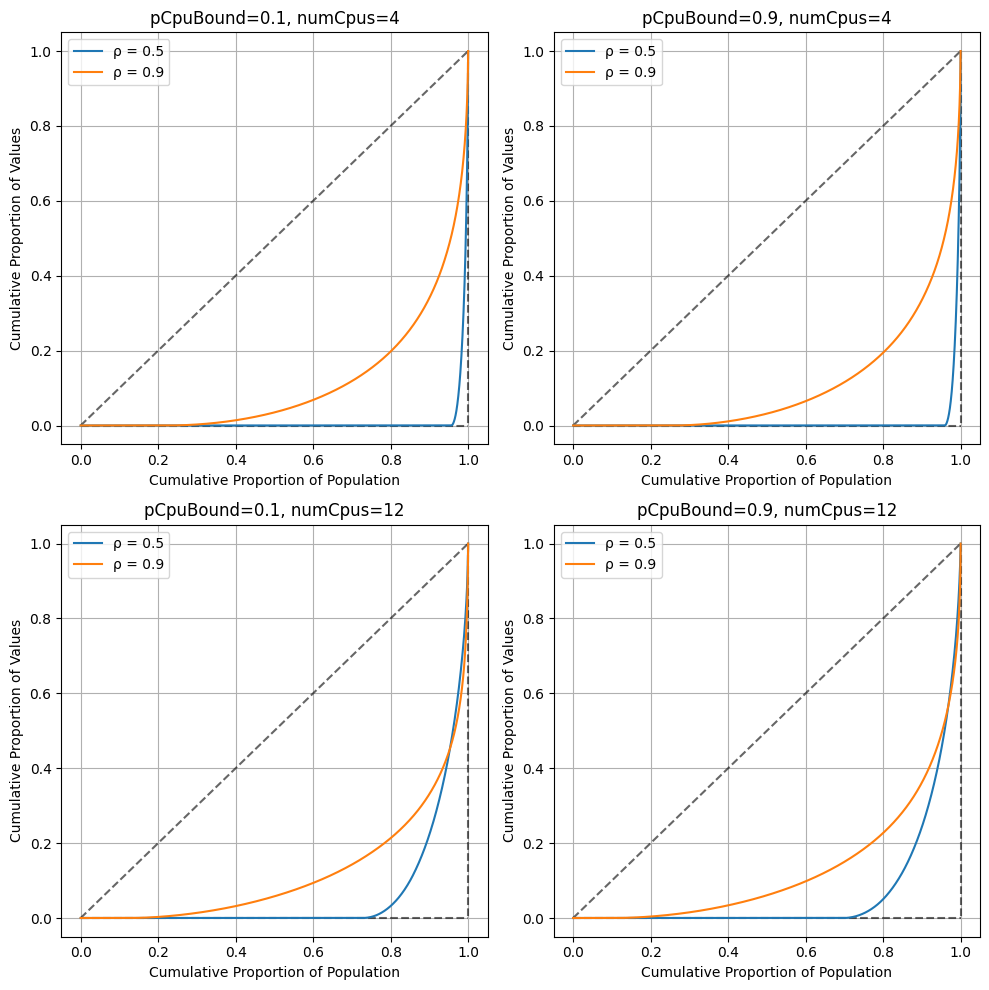 pCpuBound=0.1, numCpus=4
ρ = 0.5
ρ = 0.9
1.0
0.8
0.6
0.4
0.2
0.0
Cumulative Proportion of Values
0.0 0.2 0.4 0.6 0.8 1.0
Cumulative Proportion of Population
pCpuBound=0.9, numCpus=4
ρ = 0.5
ρ = 0.9
1.0
0.8
0.6
0.4
0.2
0.0
Cumulative Proportion of Values
0.0 0.2 0.4 0.6 0.8 1.0
Cumulative Proportion of Population
pCpuBound=0.1, numCpus=12
ρ = 0.5
ρ = 0.9
1.0
0.8
0.6
0.4
0.2
0.0
Cumulative Proportion of Values
0.0 0.2 0.4 0.6 0.8 1.0
Cumulative Proportion of Population
pCpuBound=0.9, numCpus=12
ρ = 0.5
ρ = 0.9
1.0
0.8
0.6
0.4
0.2
0.0
Cumulative Proportion of Values
0.0 0.2 0.4 0.6 0.8 1.0
Cumulative Proportion of Population